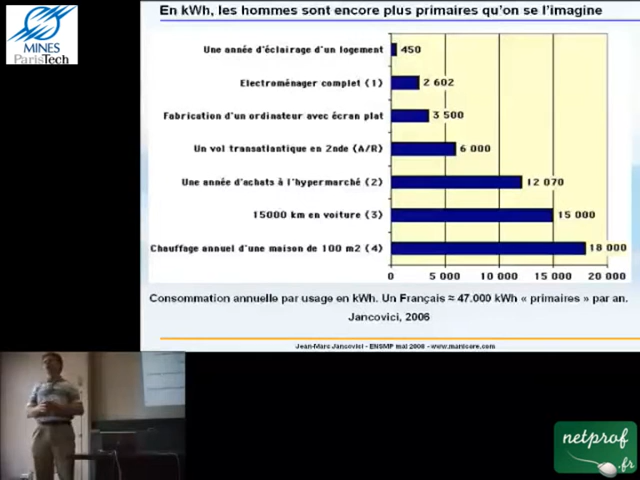 En kWh, les hommes sont encore plus primaires qu'on se l'imagine
MINES
ParisTech
Une année d'éclairage d'un logement 450
Electroménager complet (1) 2 602
Fabrication d'un ordinateur avec écran plat 3 500
Un vol transatlantique en 2nde (A/R) 6 000
Une année d'achats à l'hypermarché (2) 12 070
15000 km en voiture (3) 15 000
Chauffage annuel d'une maison de 100 m2 (4) 18 000
0 5 000 10 000 15 000 20 000
Consommation annuelle par usage en kWh. Un Français ≈ 47.000 kWh « primaires » par an.
Jancovici, 2006
Jean-Marc Jancovici - ENSMP mai 2008 - www.manicore.com
netprof
.fr